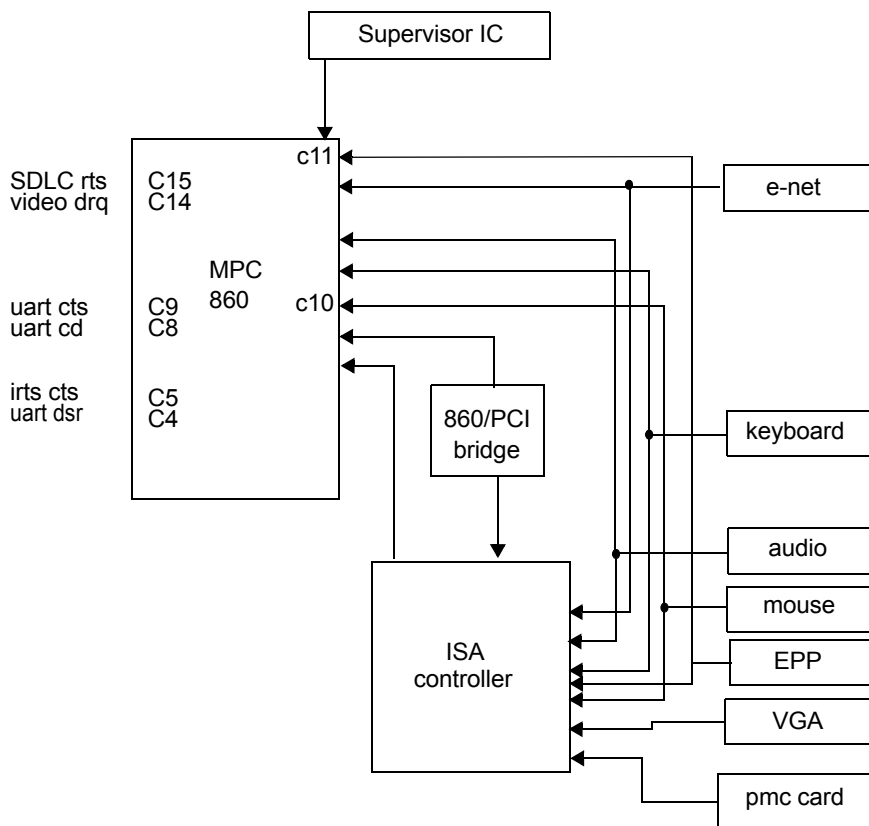 Supervisor IC
c11
SDLC rts C15
video drq C14
e-net
MPC
860
uart cts C9
c10
uart cd C8
irts cts C5
uart dsr C4
860/PCI
bridge
keyboard
audio
mouse
ISA
controller
EPP
VGA
pmc card